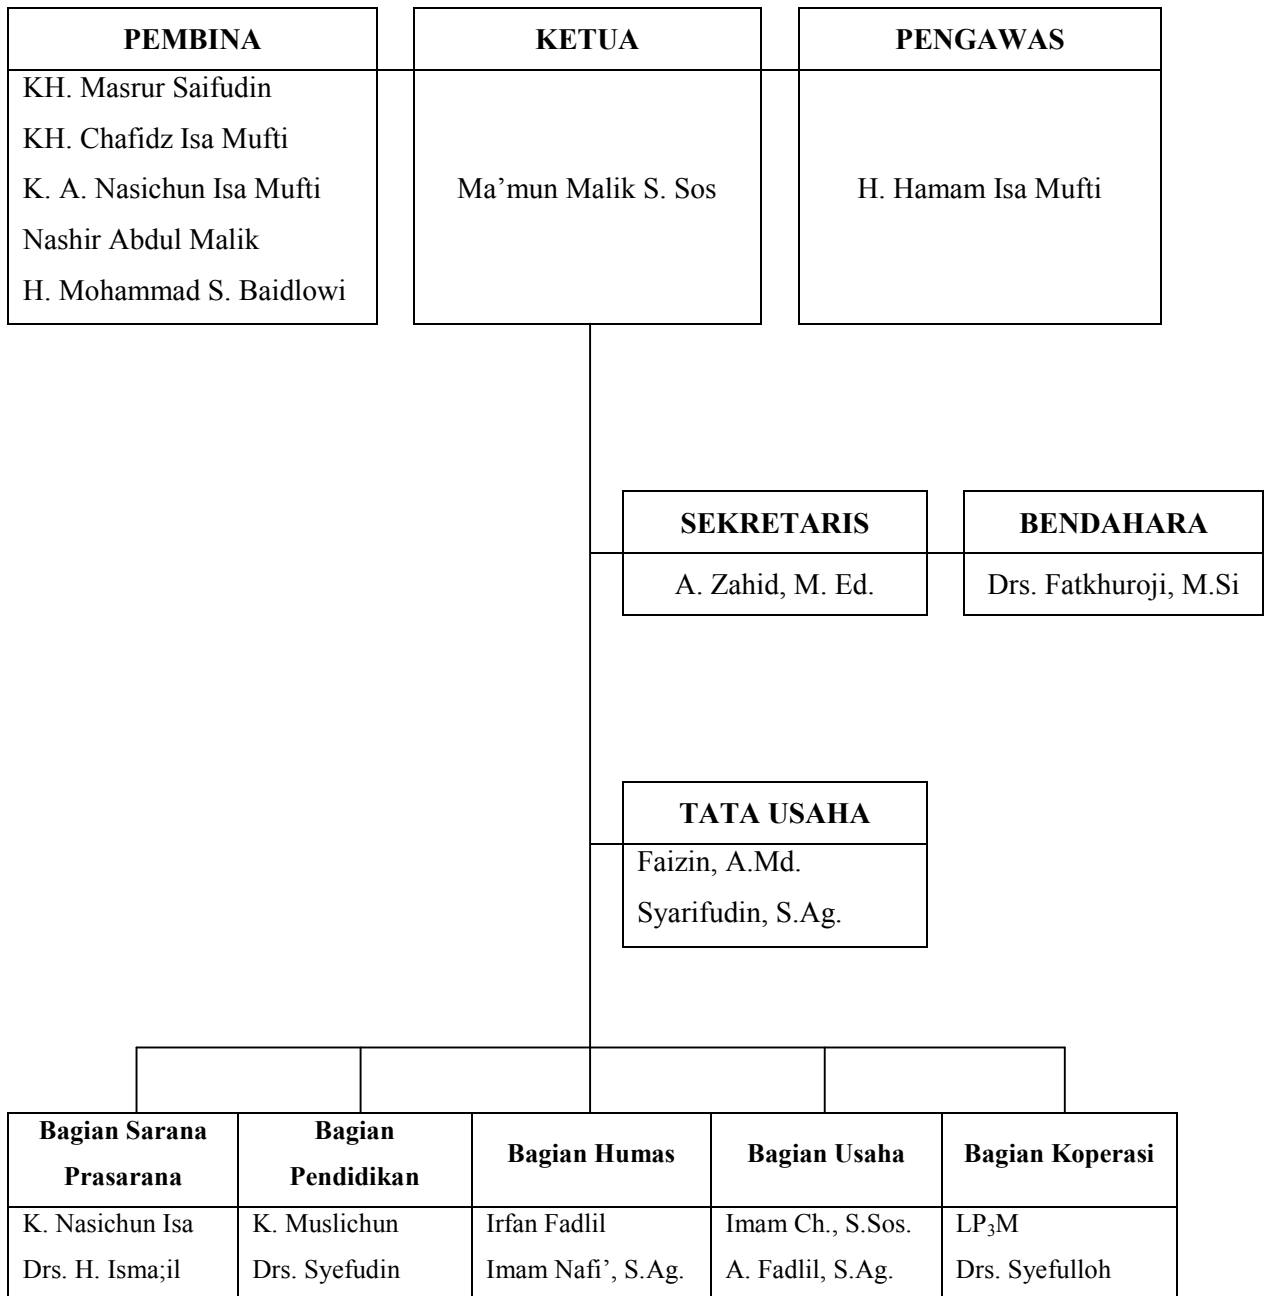 PEMBINA
KH. Masrur Saifudin
KH. Chafidz Isa Mufti
K. A. Nasichun Isa Mufti
Nashir Abdul Malik
H. Mohammad S. Baidlowi
KETUA
Ma’mun Malik S. Sos
PENGAWAS
H. Hamam Isa Mufti
SEKRETARIS
A. Zahid, M. Ed.
BENDAHARA
Drs. Fatkhuroji, M.Si
TATA USAHA
Faizin, A.Md.
Syarifudin, S.Ag.
Bagian Sarana
Prasarana
K. Nasichun Isa
Drs. H. Isma;il
Bagian
Pendidikan
K. Muslichun
Drs. Syefudin
Bagian Humas
Irfan Fadlil
Imam Nafi’, S.Ag.
Bagian Usaha
Imam Ch., S.Sos.
A. Fadlil, S.Ag.
Bagian Koperasi
LP₃M
Drs. Syefulloh